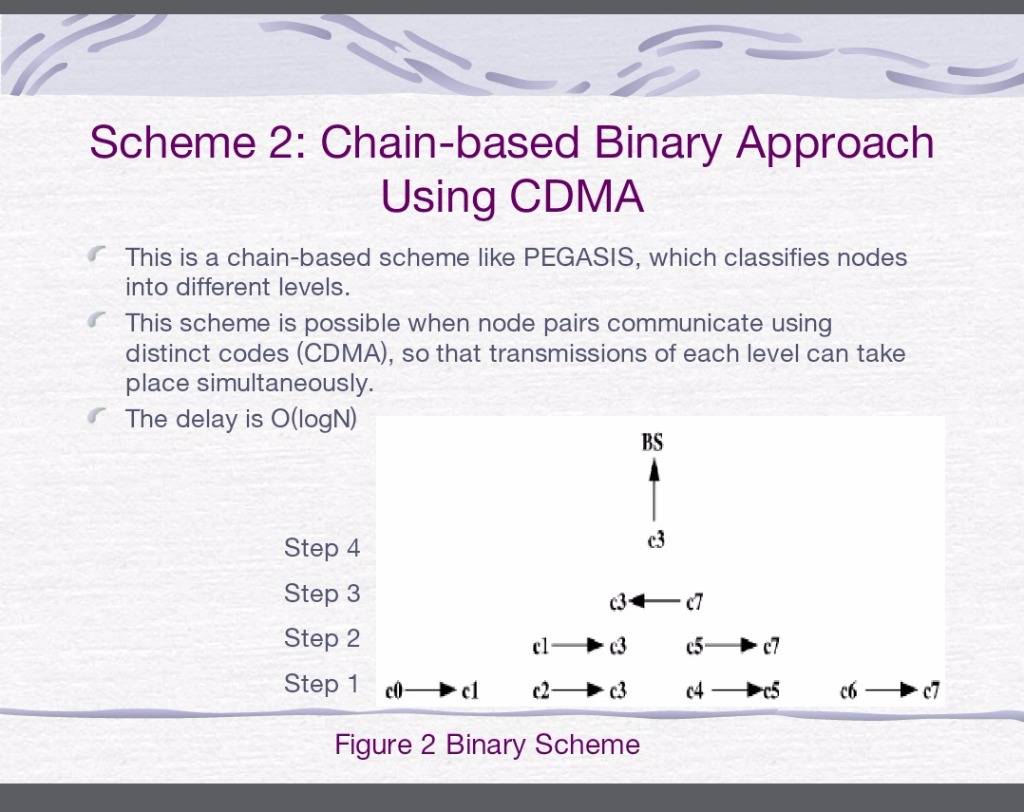 Scheme 2: Chain-based Binary Approach
Using CDMA
This is a chain-based scheme like PEGASIS, which classifies nodes
into different levels.
This scheme is possible when node pairs communicate using
distinct codes (CDMA), so that transmissions of each level can take
place simultaneously.
The delay is O(logN)
BS
c3
Step 4
Step 3 c3 c7
Step 2 c1 c3 c5 c7
Step 1 c0 c1 c2 c3 c4 c5 c6 c7
Figure 2 Binary Scheme